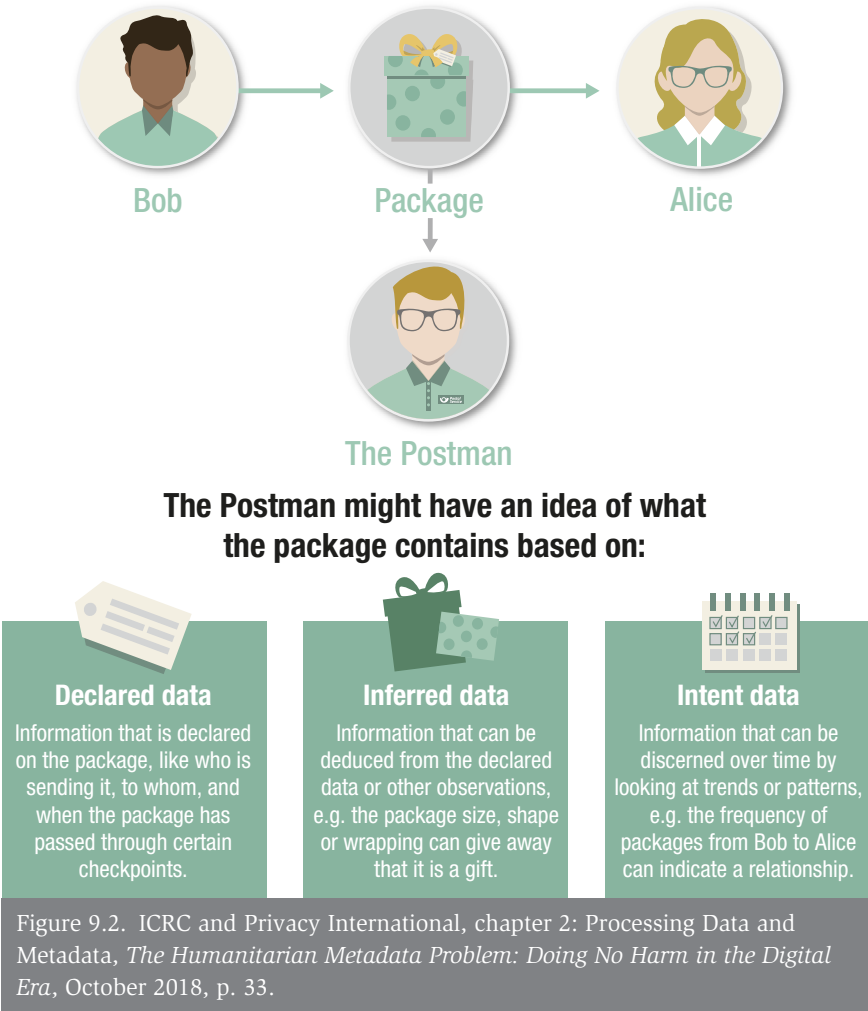 Bob
Package
Alice
The Postman
The Postman might have an idea of what
the package contains based on:
Declared data
Information that is declared
on the package, like who is
sending it, to whom, and
when the package has
passed through certain
checkpoints.
Inferred data
Information that can be
deduced from the declared
data or other observations,
e.g. the package size, shape
or wrapping can give away
that it is a gift.
Intent data
Information that can be
discerned over time by
looking at trends or patterns,
e.g. the frequency of
packages from Bob to Alice
can indicate a relationship.
Figure 9.2. ICRC and Privacy International, chapter 2: Processing Data and
Metadata, The Humanitarian Metadata Problem: Doing No Harm in the Digital
Era, October 2018, p. 33.